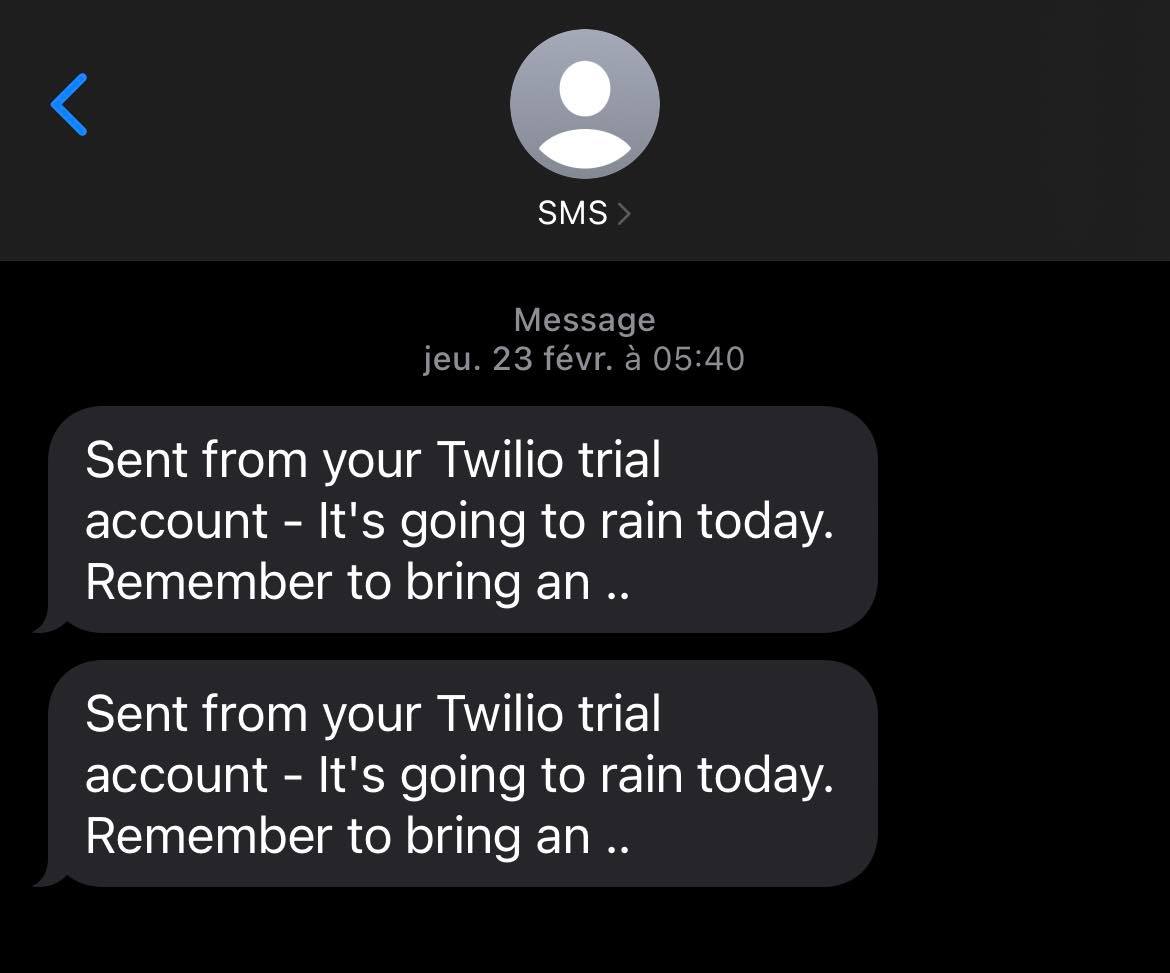 SMS
Message
jeu. 23 févr. à 05:40
Sent from your Twilio trial
account - It's going to rain today.
Remember to bring an ..
Sent from your Twilio trial
account - It's going to rain today.
Remember to bring an ..